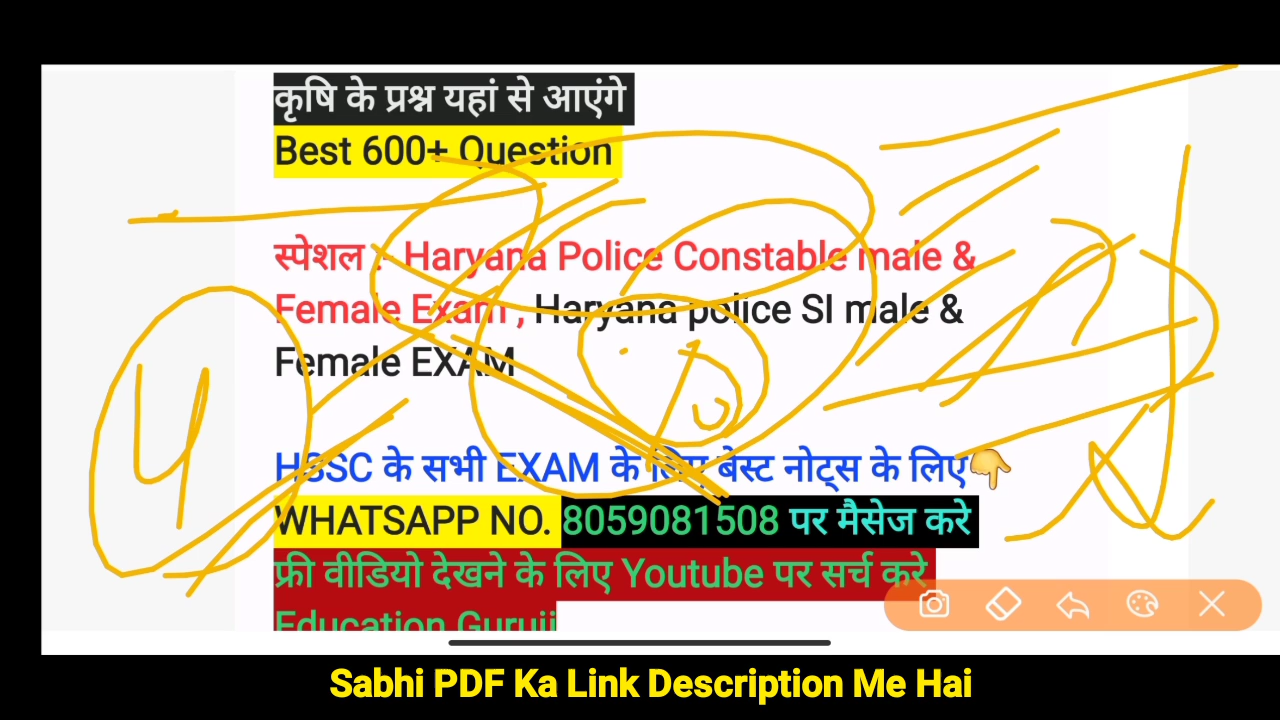 कृषि के प्रश्न यहां से आएंगे
Best 600+ Question
स्पेशल :- Haryana Police Constable male &
Female Exam , Haryana police SI male &
Female EXAM
HSSC के सभी EXAM के लिए बेस्ट नोट्स के लिए👇
WHATSAPP NO. 8059081508 पर मैसेज करे
फ्री वीडियो देखने के लिए Youtube पर सर्च करे
Education Guruji
Sabhi PDF Ka Link Description Me Hai